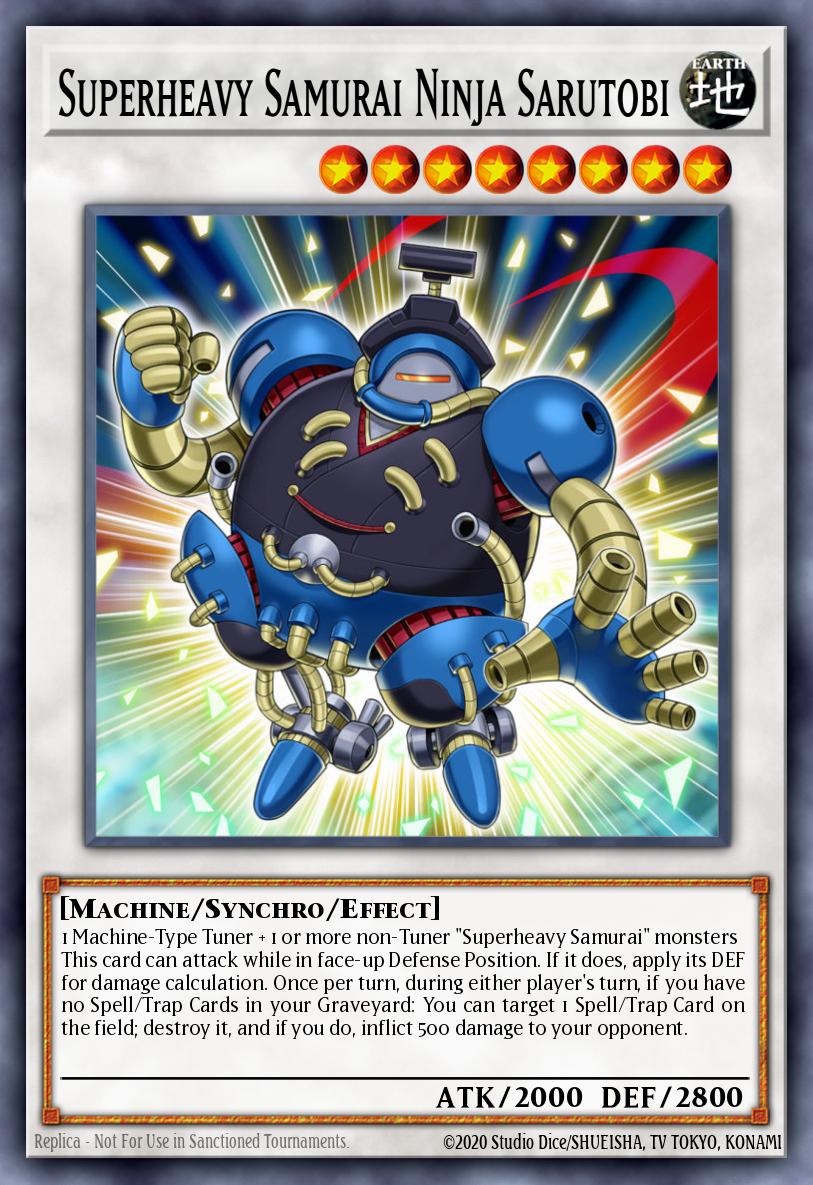 Superheavy Samurai Ninja Sarutobi
EARTH
地
[Machine/Synchro/Effect]
1 Machine-Type Tuner + 1 or more non-Tuner "Superheavy Samurai" monsters
This card can attack while in face-up Defense Position. If it does, apply its DEF
for damage calculation. Once per turn, during either player's turn, if you have
no Spell/Trap Cards in your Graveyard: You can target 1 Spell/Trap Card on
the field; destroy it, and if you do, inflict 500 damage to your opponent.
ATK/2000 DEF/2800
Replica - Not For Use in Sanctioned Tournaments.
©2020 Studio Dice/SHUEISHA, TV TOKYO, KONAMI